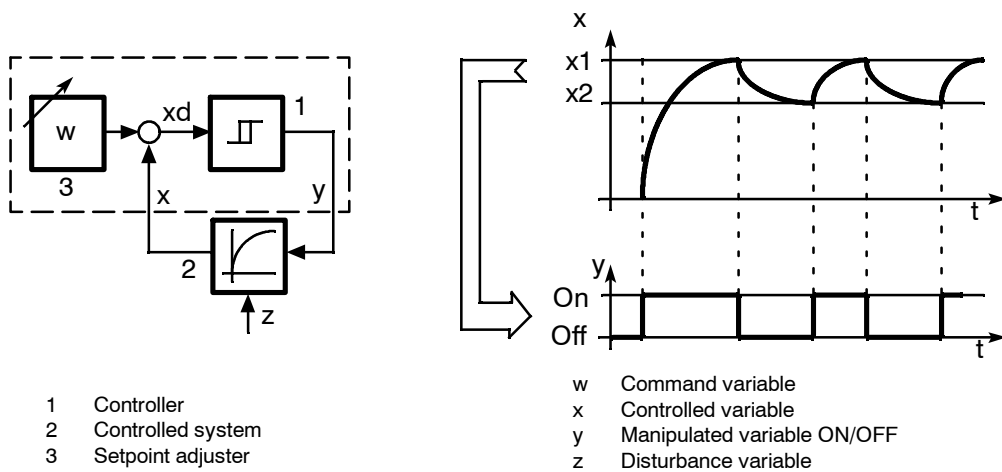 w
xd
1
3
x
y
2
z
x
x1
x2
t
y
On
Off
t
1 Controller
2 Controlled system
3 Setpoint adjuster
w Command variable
x Controlled variable
y Manipulated variable ON/OFF
z Disturbance variable